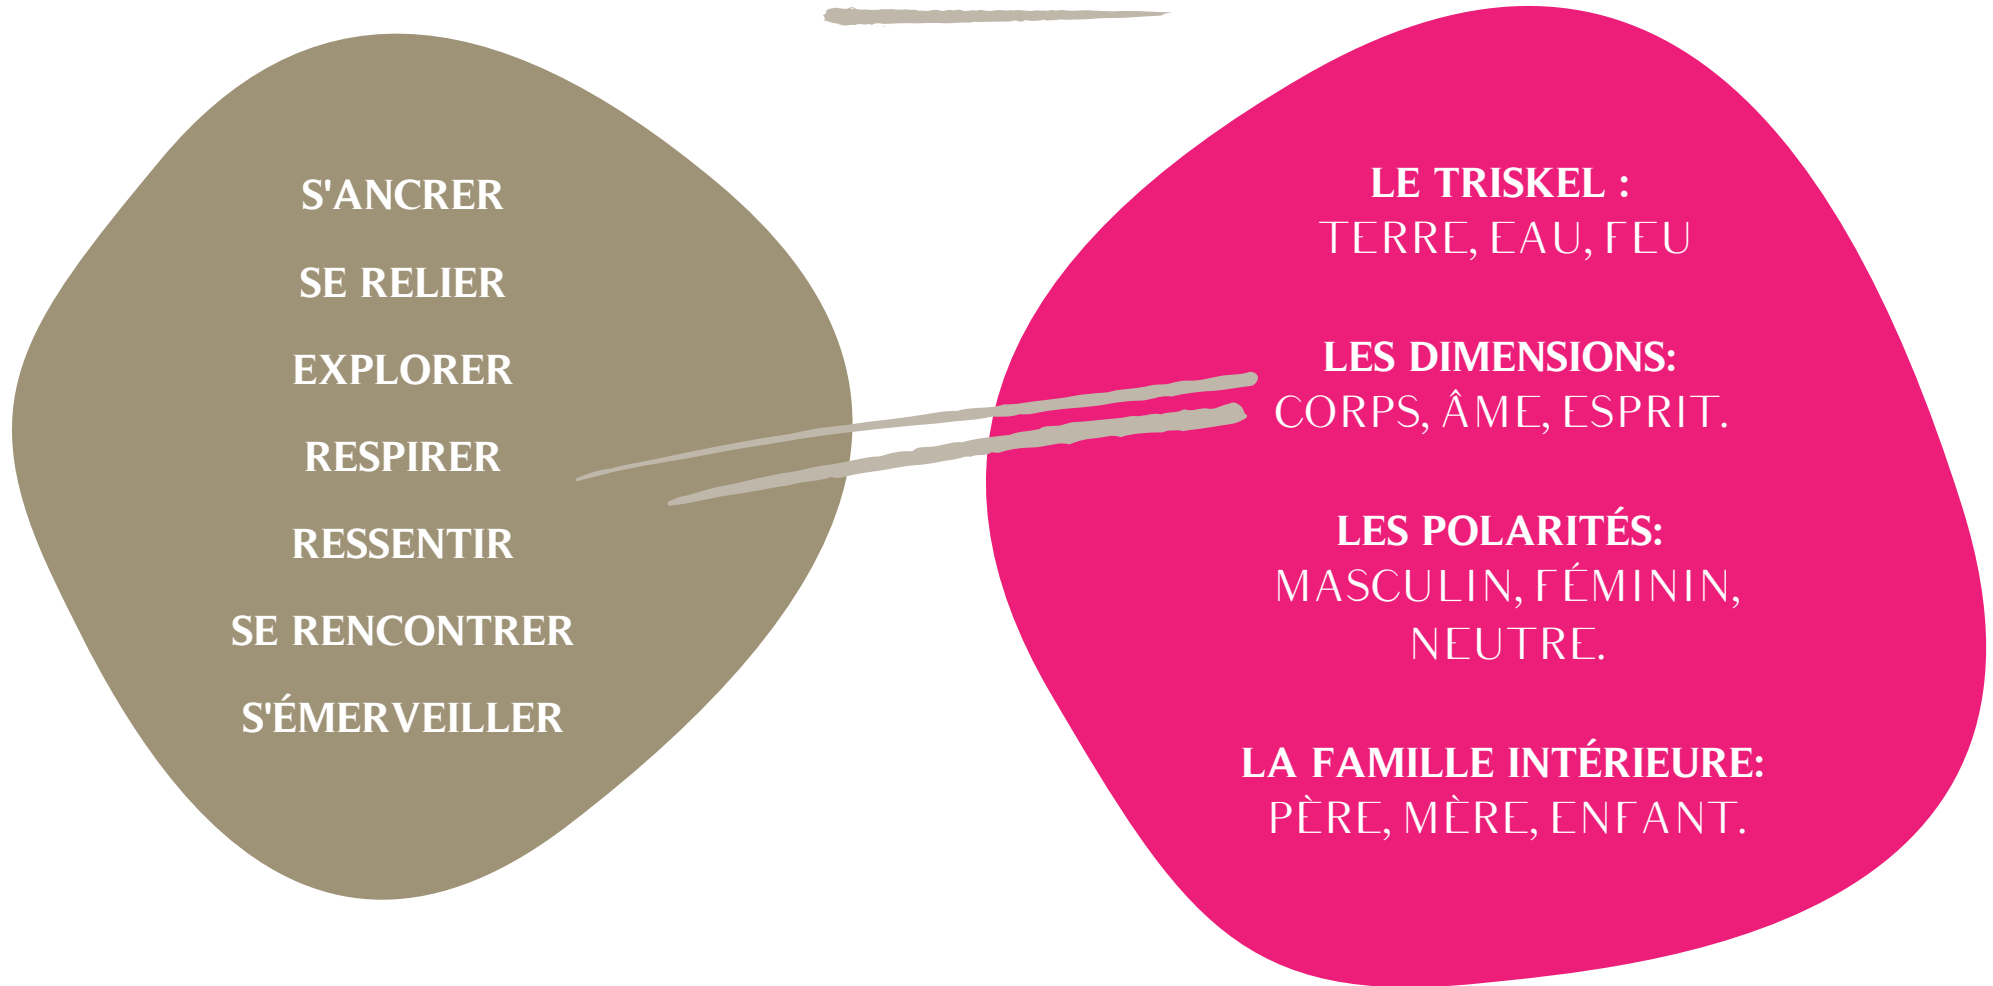 S'ANCRER
SE RELIER
EXPLORER
RESPIRER
RESSENTIR
SE RENCONTRER
S'ÉMERVEILLER
LE TRISKEL :
TERRE, EAU, FEU
LES DIMENSIONS:
CORPS, ÂME, ESPRIT.
LES POLARITÉS:
MASCULIN, FÉMININ,
NEUTRE.
LA FAMILLE INTÉRIEURE:
PÈRE, MÈRE, ENFANT.